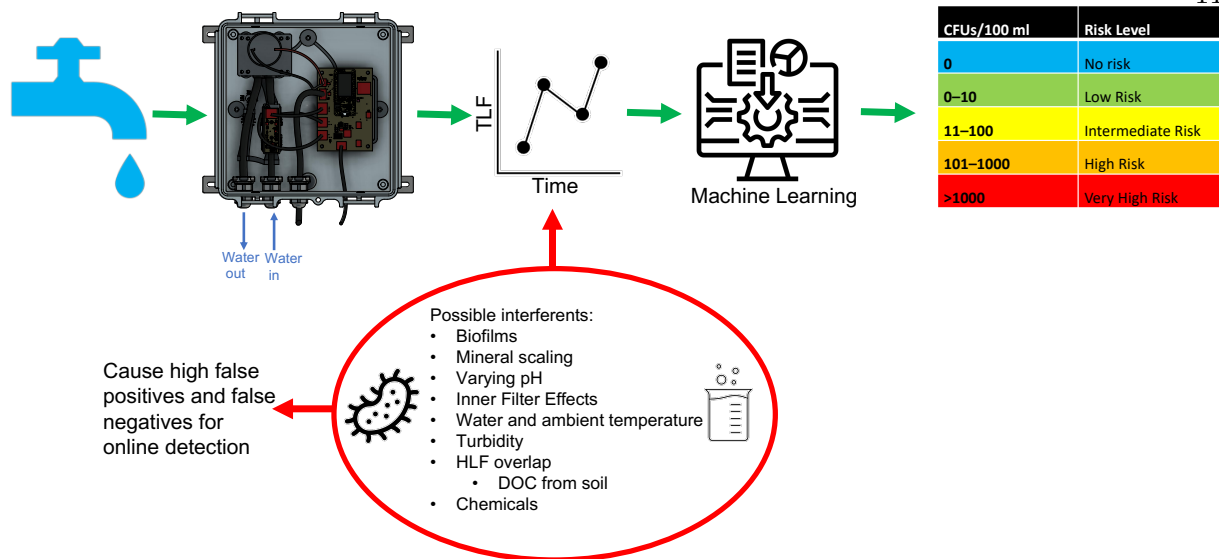 CFUs/100 ml Risk Level
0 No risk
0–10 Low Risk
11–100 Intermediate Risk
101–1000 High Risk
>1000 Very High Risk
TLF
Time
Machine Learning
Water
out
Water
in
Possible interferents:
• Biofilms
• Mineral scaling
• Varying pH
• Inner Filter Effects
• Water and ambient temperature
• Turbidity
• HLF overlap
• DOC from soil
• Chemicals
Cause high false
positives and false
negatives for
online detection